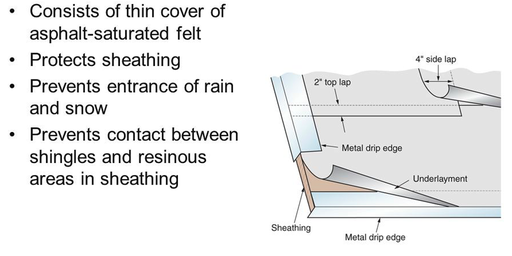 • Consists of thin cover of
asphalt-saturated felt
• Protects sheathing
• Prevents entrance of rain
and snow
• Prevents contact between
shingles and resinous
areas in sheathing
4" side lap
2" top lap
Metal drip edge
Underlayment
Sheathing
Metal drip edge